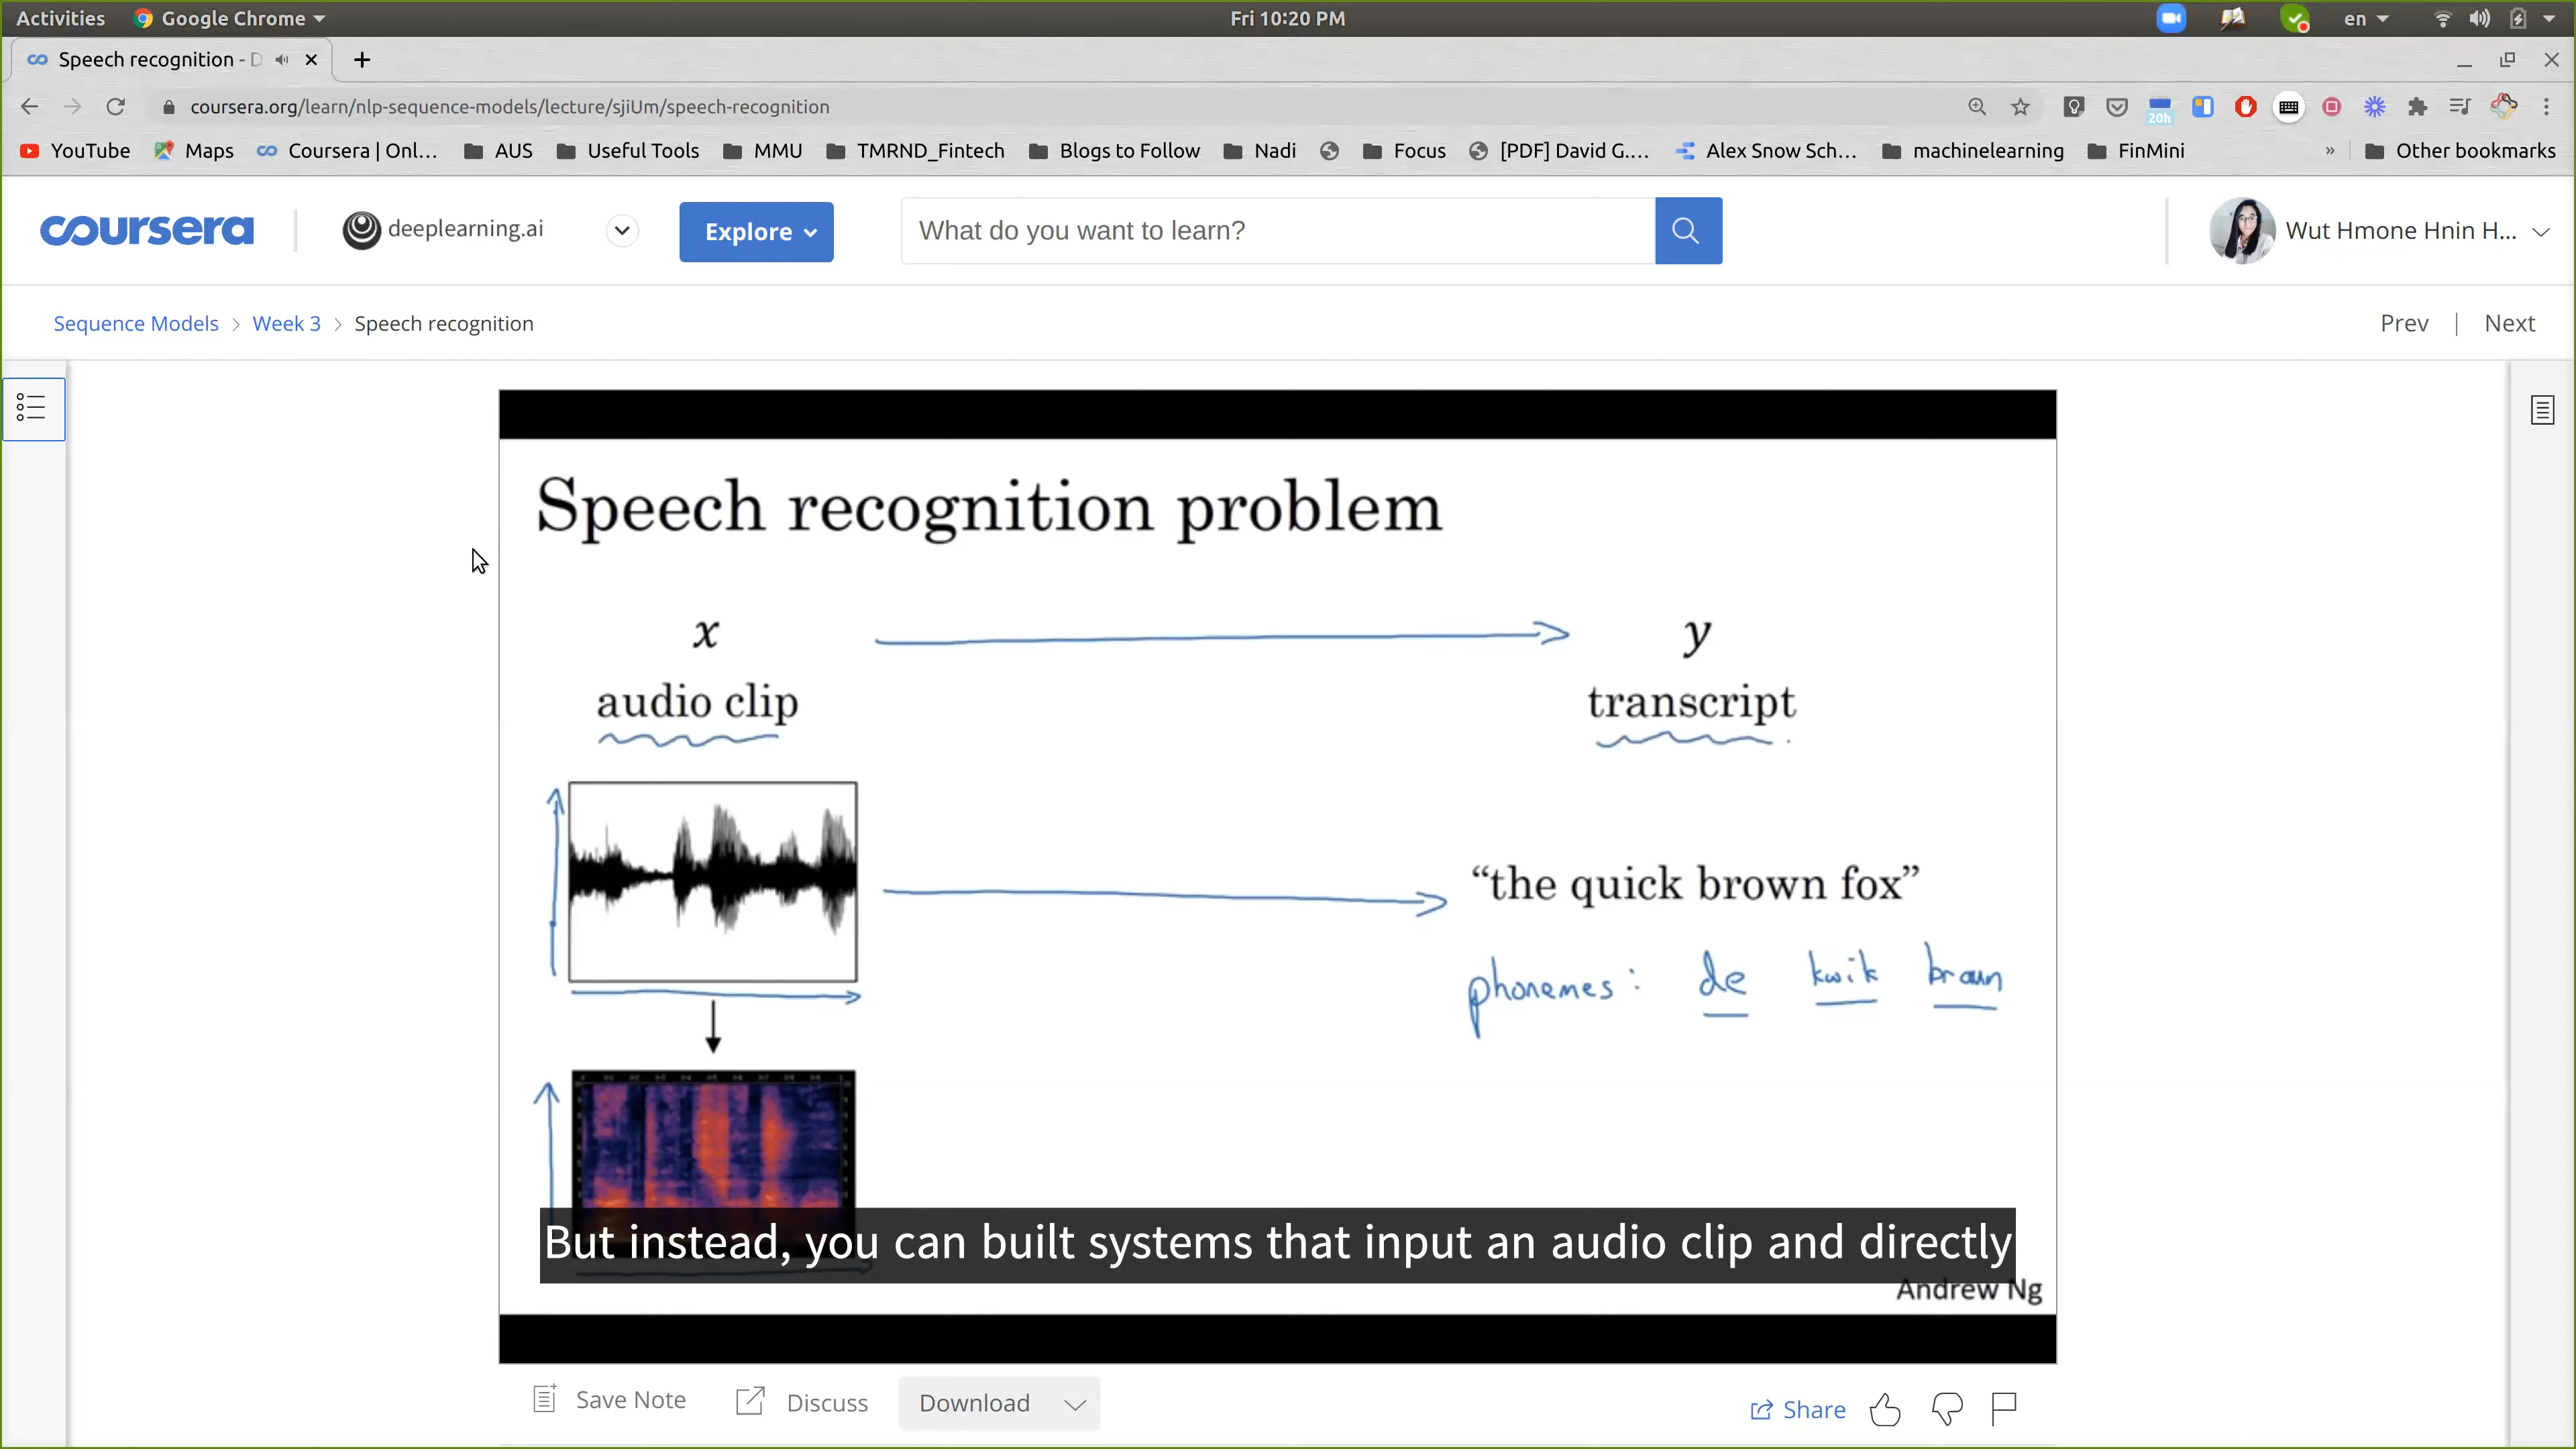 Activities Google Chrome Fri 10:20 PM en
Speech recognition - D
coursera.org/learn/nlp-sequence-models/lecture/sjiUm/speech-recognition
20h
YouTube Maps Coursera | Onl... AUS Useful Tools MMU TMRND_Fintech Blogs to Follow Nadi Focus [PDF] David G.... Alex Snow Sch... machinelearning FinMini » Other bookmarks
coursera deeplearning.ai Explore What do you want to learn? Wut Hmone Hnin H...
Sequence Models > Week 3 > Speech recognition Prev | Next
Speech recognition problem
x y
audio clip transcript
“the quick brown fox”
phonemes: de kwik braun
But instead, you can built systems that input an audio clip and directly
Andrew Ng
Save Note Discuss Download Share